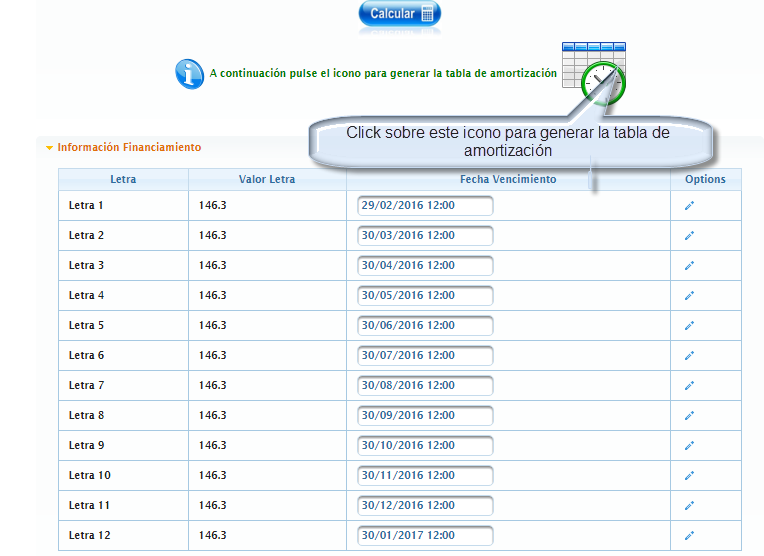 Calcular
A continuación pulse el icono para generar la tabla de amortización
Click sobre este icono para generar la tabla de
amortización
Información Financiamiento
Letra Valor Letra Fecha Vencimiento Options
Letra 1 146.3 29/02/2016 12:00
Letra 2 146.3 30/03/2016 12:00
Letra 3 146.3 30/04/2016 12:00
Letra 4 146.3 30/05/2016 12:00
Letra 5 146.3 30/06/2016 12:00
Letra 6 146.3 30/07/2016 12:00
Letra 7 146.3 30/08/2016 12:00
Letra 8 146.3 30/09/2016 12:00
Letra 9 146.3 30/10/2016 12:00
Letra 10 146.3 30/11/2016 12:00
Letra 11 146.3 30/12/2016 12:00
Letra 12 146.3 30/01/2017 12:00